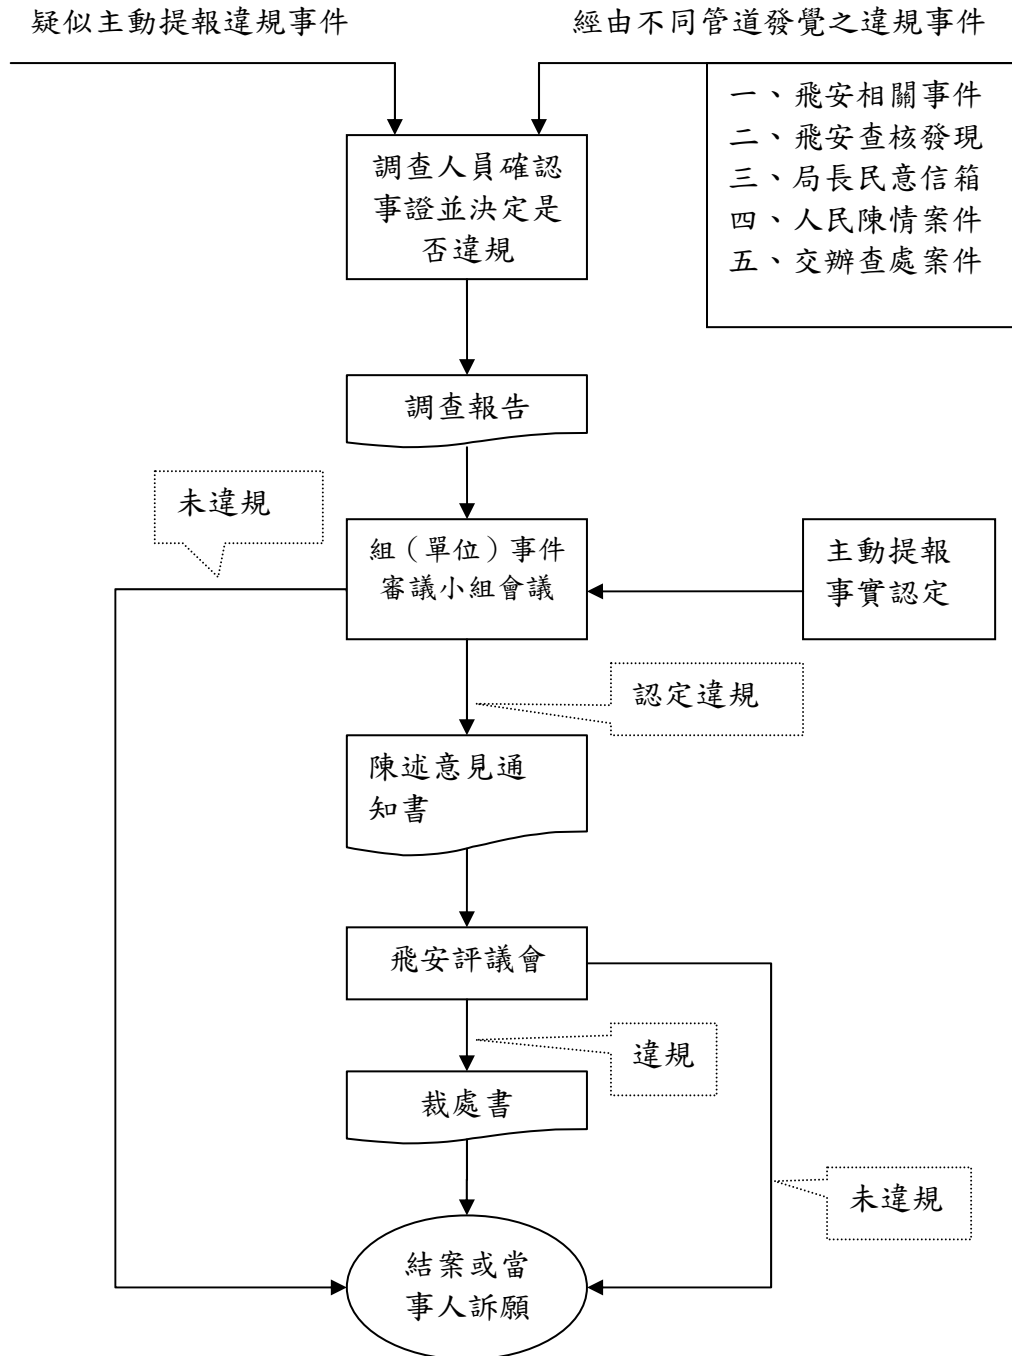 疑似主動提報違規事件
經由不同管道發覺之違規事件
一、飛安相關事件
二、飛安查核發現
三、局長民意信箱
四、人民陳情案件
五、交辦查處案件
調查人員確認
事證並決定是
否違規
調查報告
未違規
組（單位）事件
審議小組會議
主動提報
事實認定
認定違規
陳述意見通
知書
飛安評議會
違規
裁處書
未違規
結案或當
事人訴願